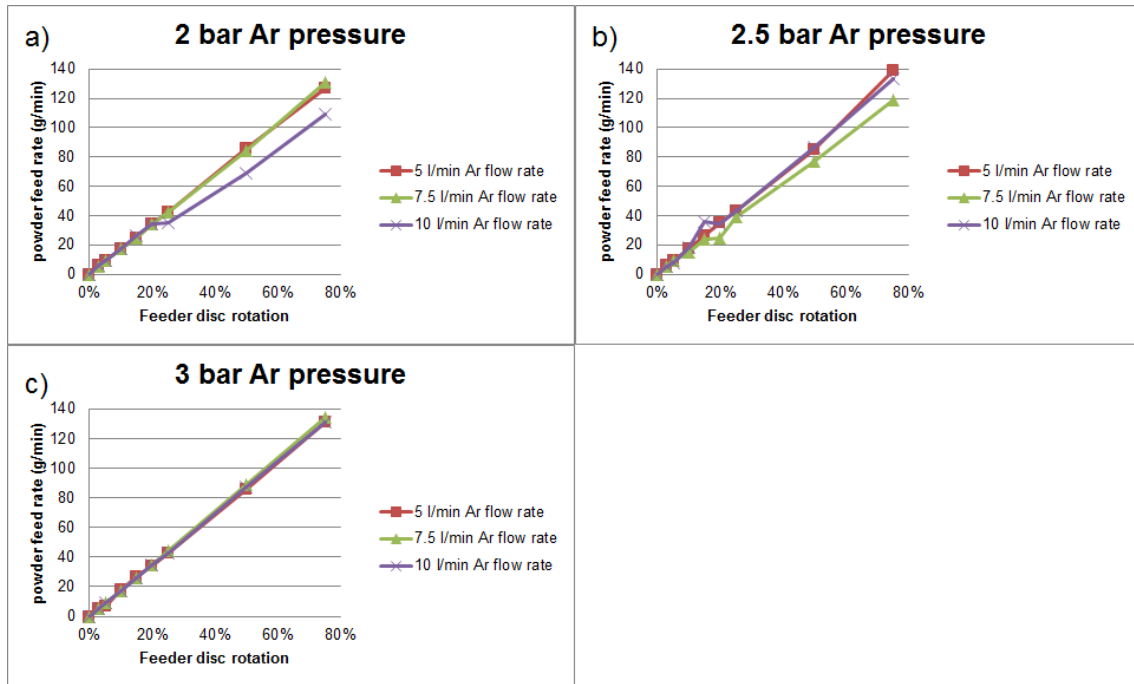 a)
2 bar Ar pressure
powder feed rate (g/min)
140
120
100
80
60
40
20
0
0% 20% 40% 60% 80%
Feeder disc rotation
5 l/min Ar flow rate
7.5 l/min Ar flow rate
10 l/min Ar flow rate
b)
2.5 bar Ar pressure
powder feed rate (g/min)
140
120
100
80
60
40
20
0
0% 20% 40% 60% 80%
Feeder disc rotation
5 l/min Ar flow rate
7.5 l/min Ar flow rate
10 l/min Ar flow rate
c)
3 bar Ar pressure
powder feed rate (g/min)
140
120
100
80
60
40
20
0
0% 20% 40% 60% 80%
Feeder disc rotation
5 l/min Ar flow rate
7.5 l/min Ar flow rate
10 l/min Ar flow rate